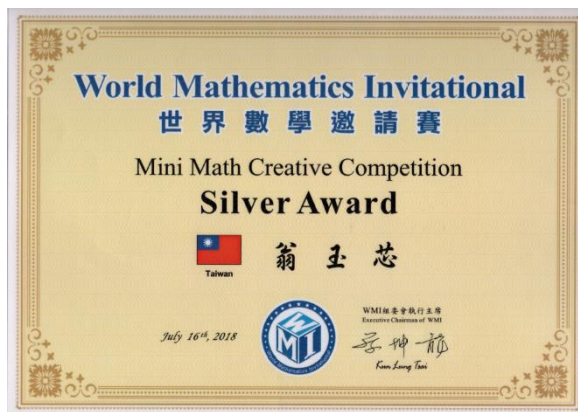 World Mathematics Invitational
世界數學邀請賽
Mini Math Creative Competition
Silver Award
Taiwan
翁玉芯
July 16th, 2018
WMI
WMI組委會執行主席
Executive Chairman of WMI
Kun Lung Tsai